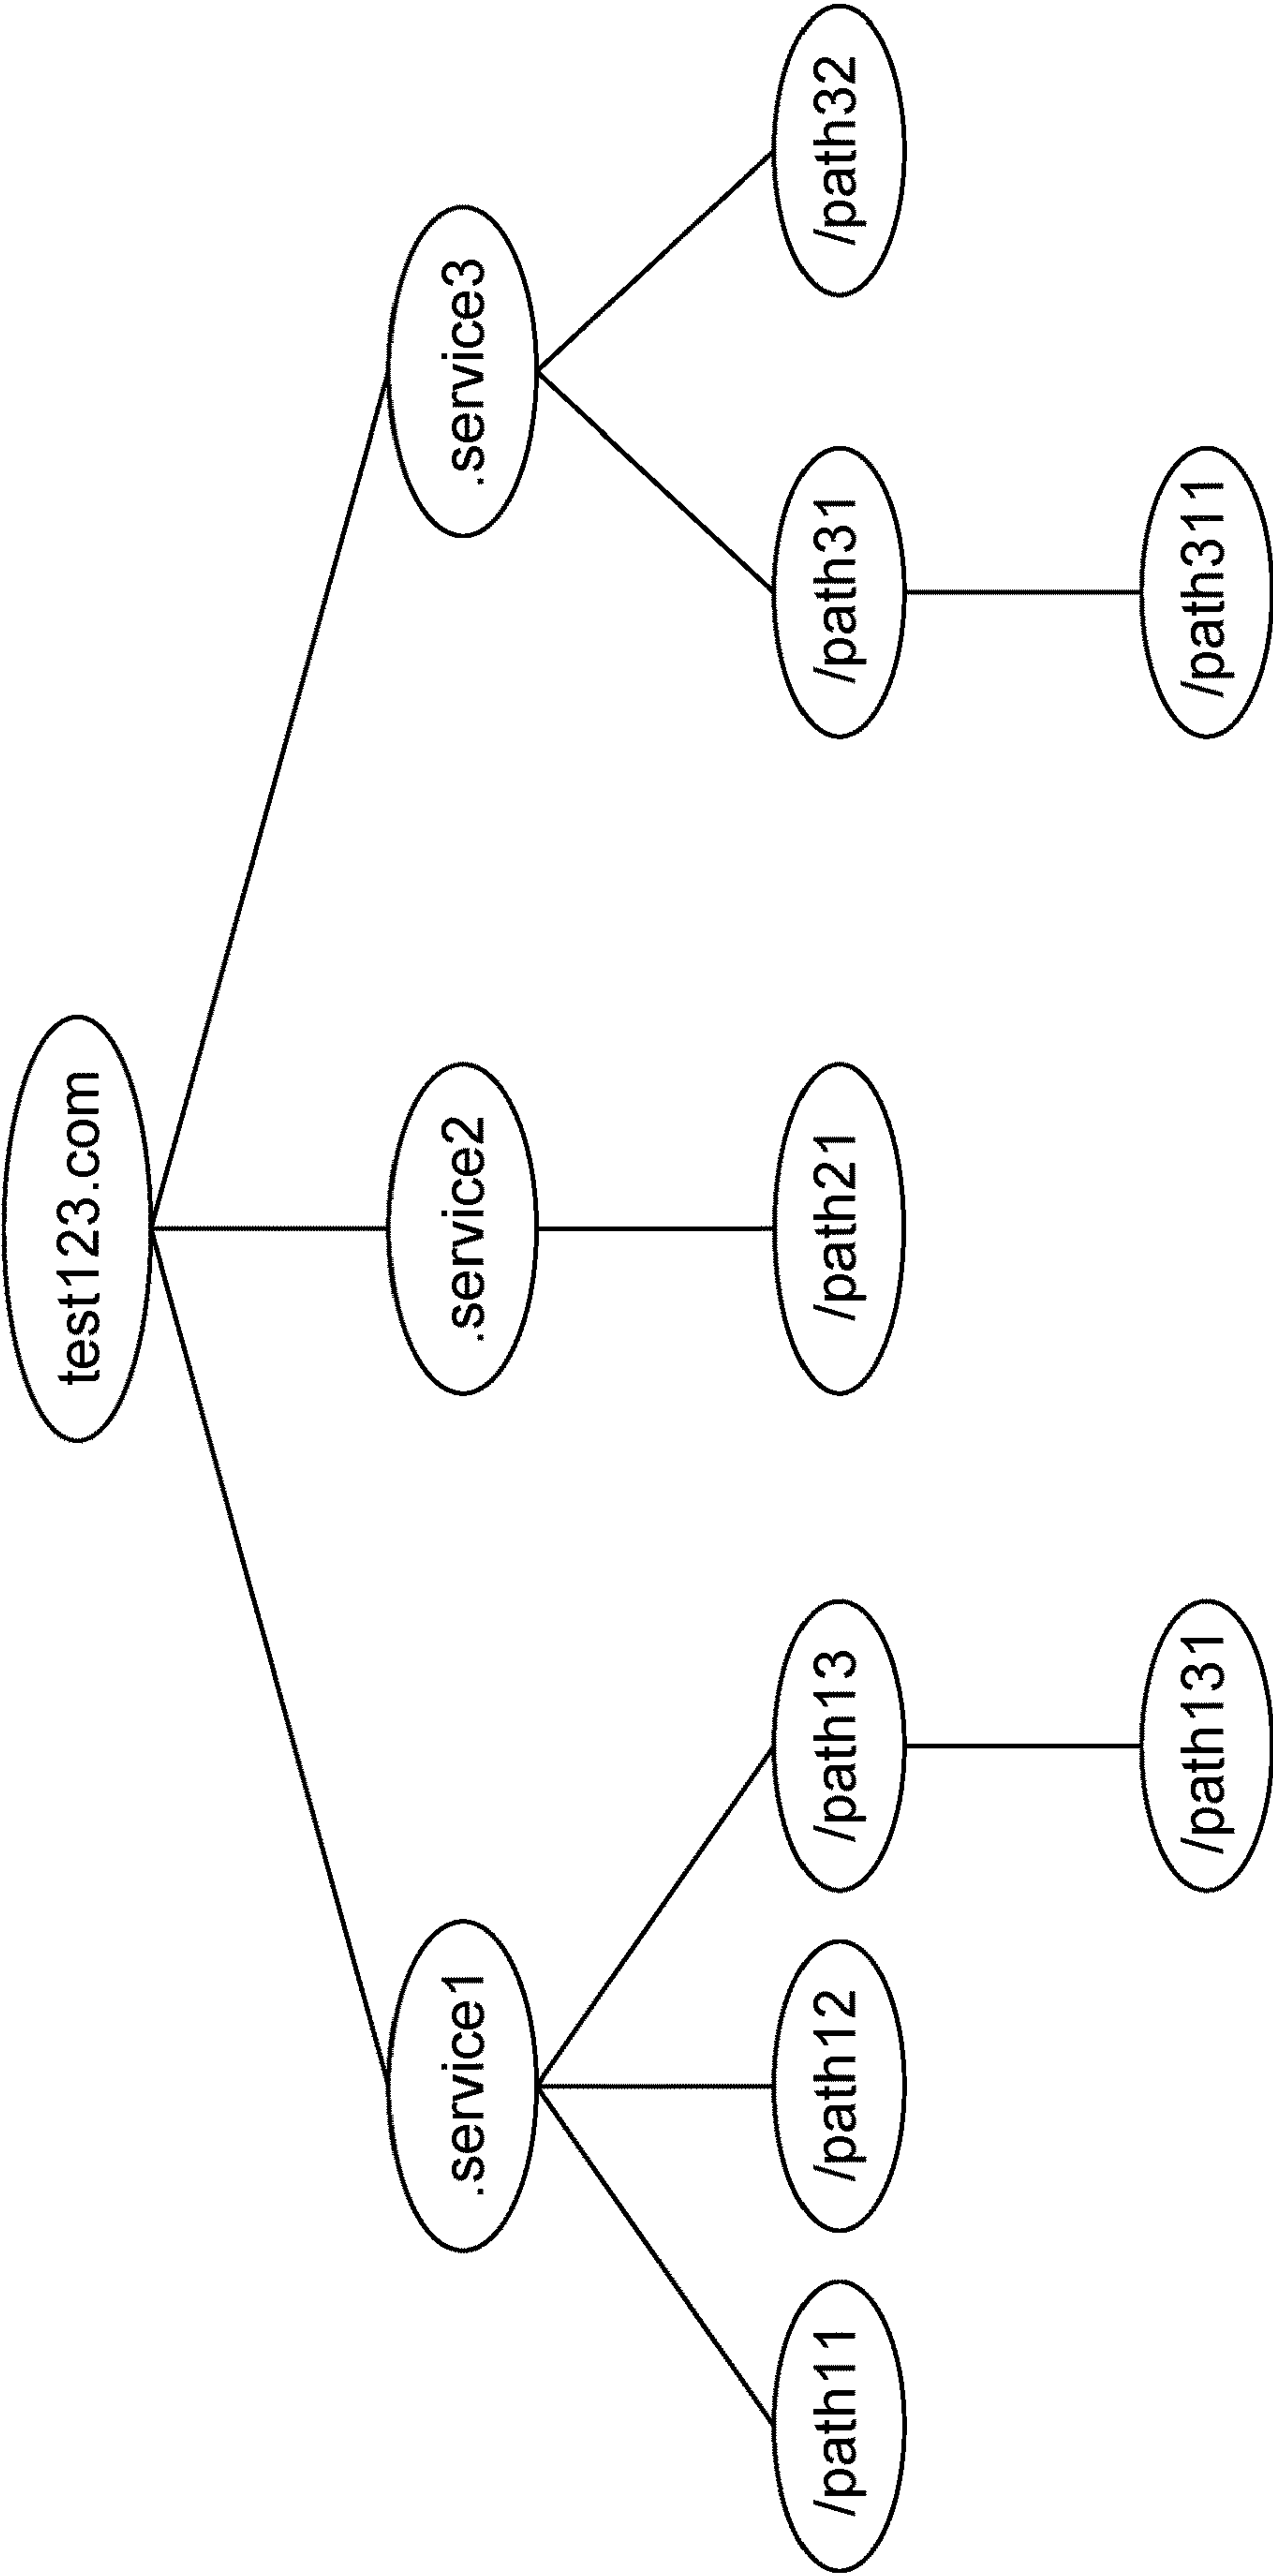 test123.com
.service1
.service2
.service3
/path11
/path12
/path13
/path21
/path31
/path32
/path131
/path311